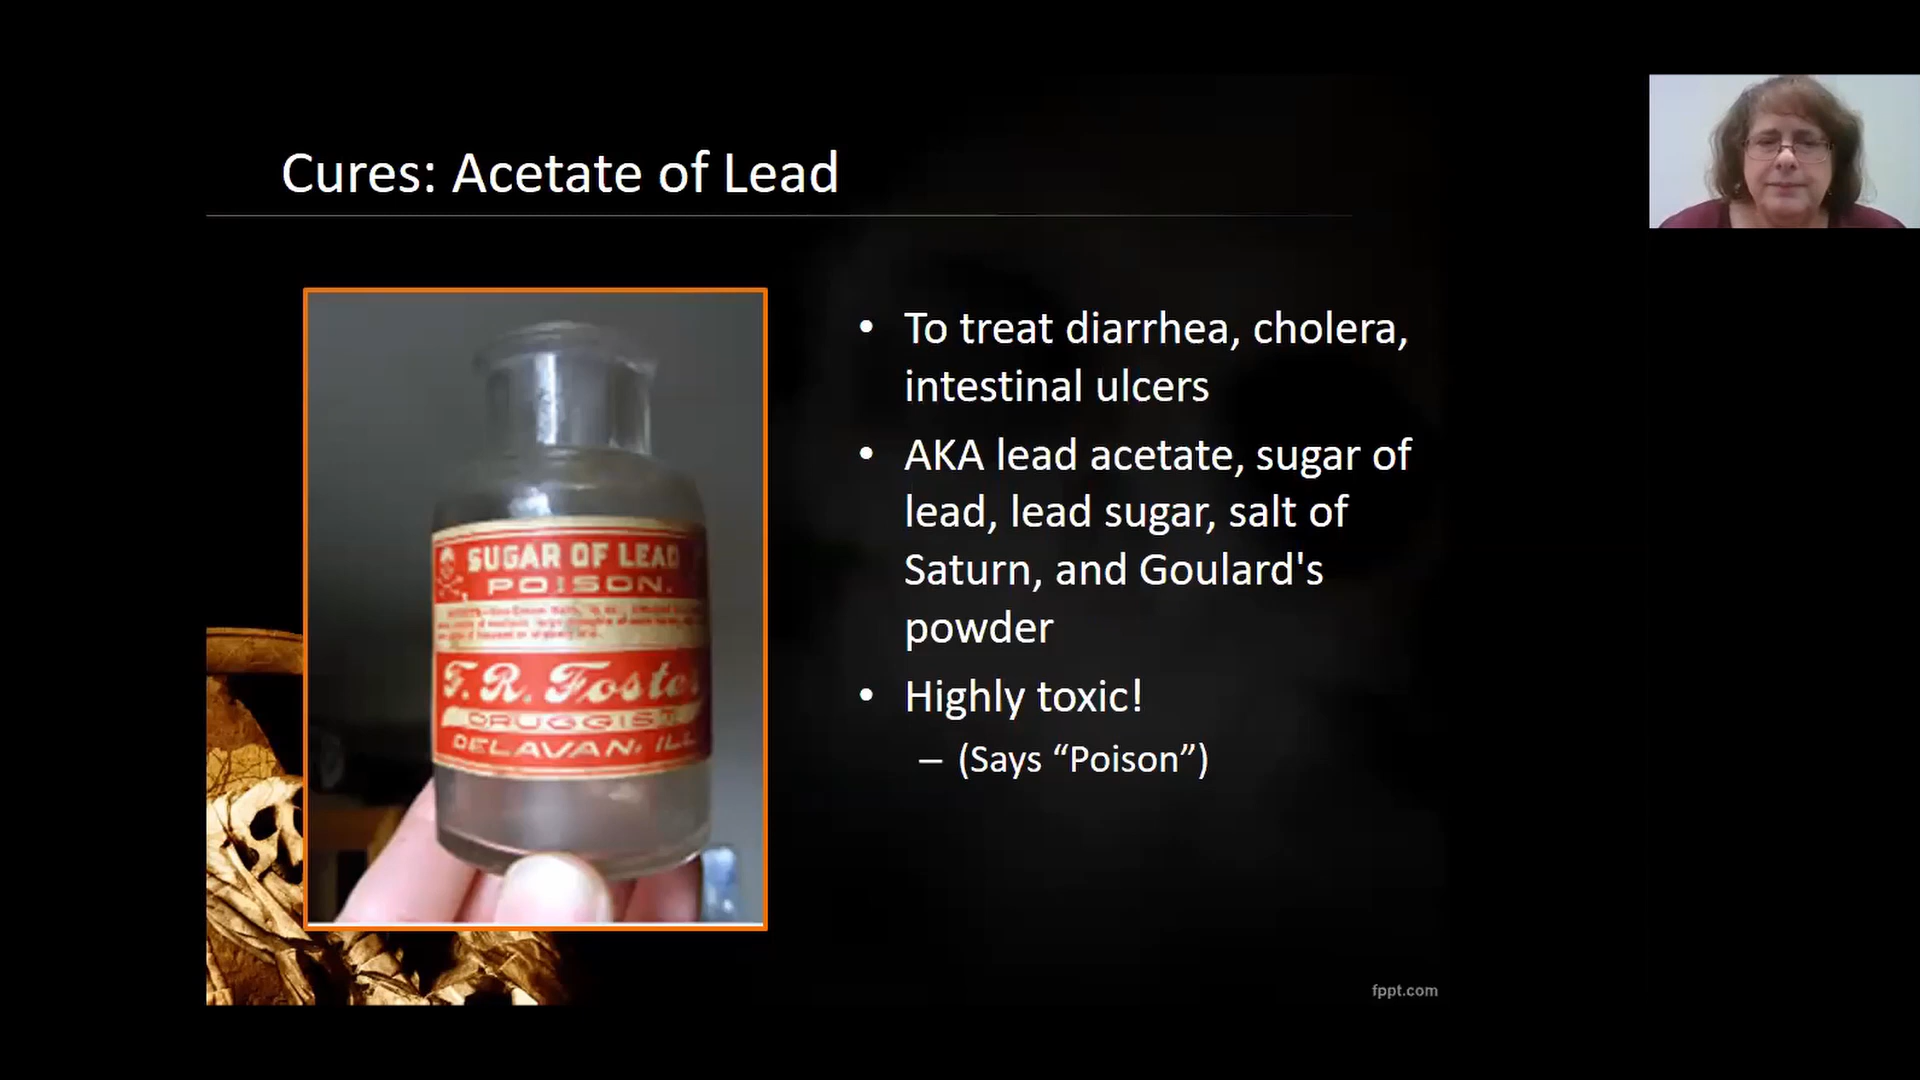 Cures: Acetate of Lead
SUGAR OF LEAD
POISON.
F. R. Foster
DRUGGIST
DELAVAN, ILL
• To treat diarrhea, cholera,
intestinal ulcers
• AKA lead acetate, sugar of
lead, lead sugar, salt of
Saturn, and Goulard's
powder
• Highly toxic!
– (Says “Poison”)
fppt.com